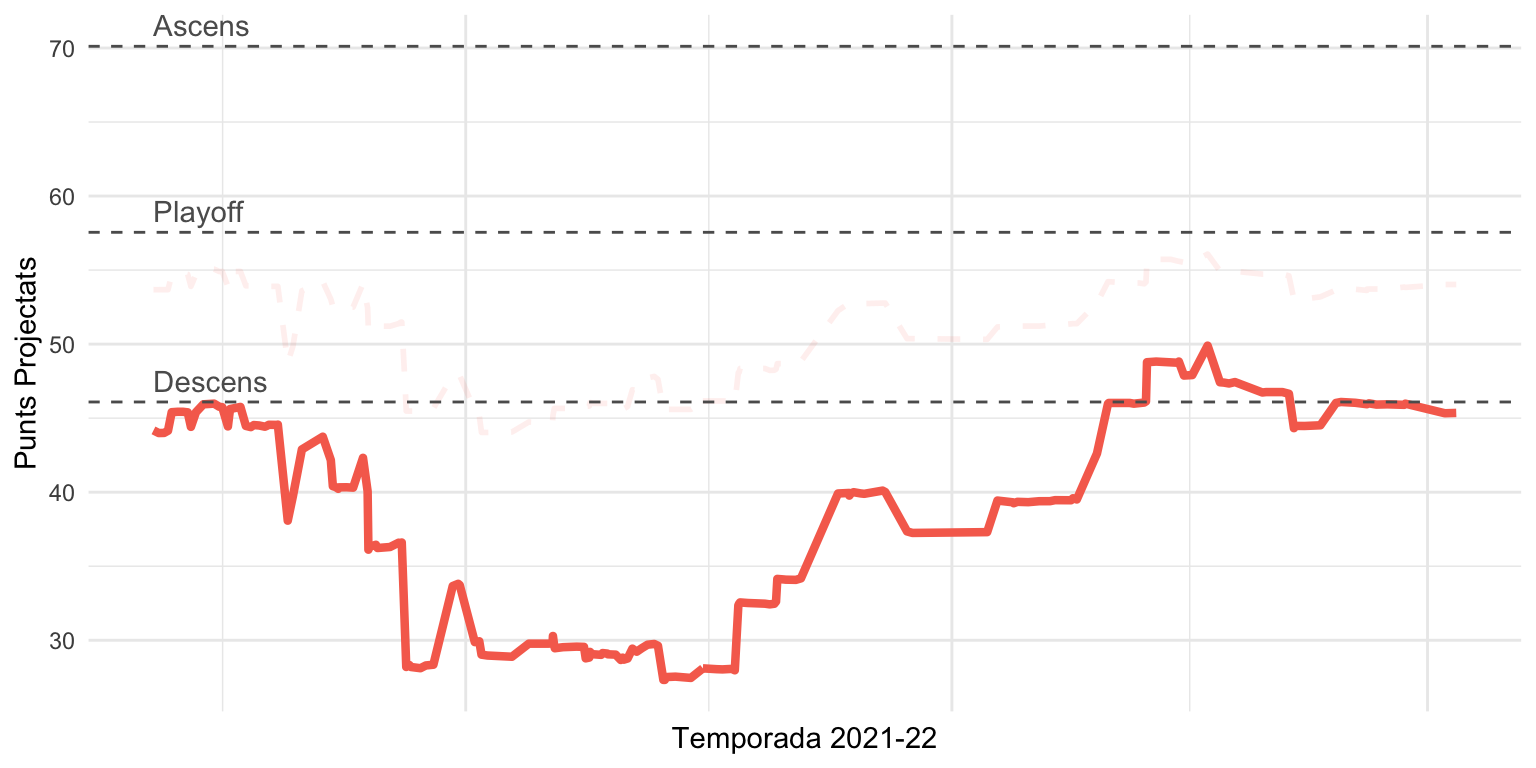 Ascens
70
60
Playoff
50
Descens
40
30
Punts Projectats
Temporada 2021-22